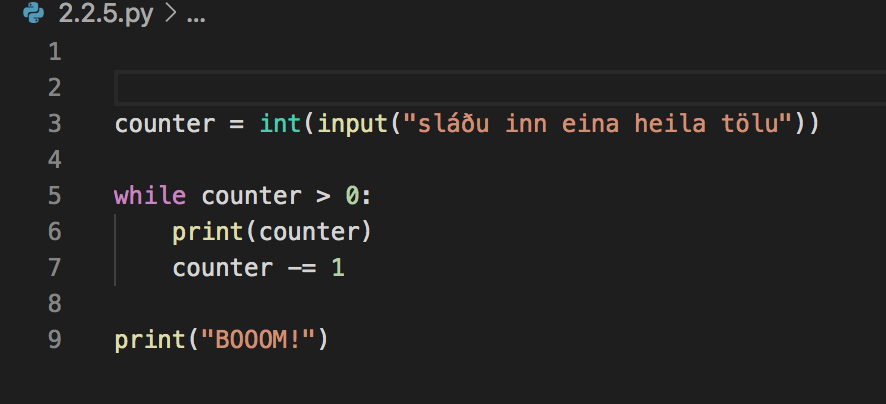 2.2.5.py > ...
1
2
3 counter = int(input("sláðu inn eina heila tölu"))
4
5 while counter > 0:
6     print(counter)
7     counter -= 1
8
9 print("BOOOM!")